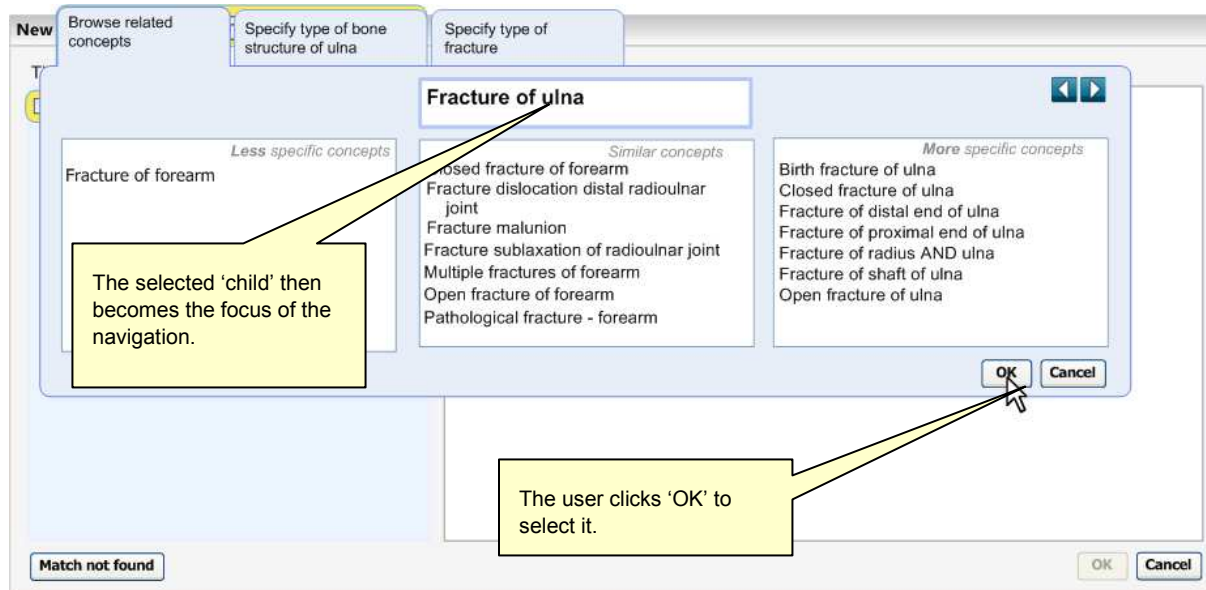 New
Browse related
concepts
Specify type of bone
structure of ulna
Specify type of
fracture
Fracture of ulna
Less specific concepts
Fracture of forearm
Similar concepts
Closed fracture of forearm
Fracture dislocation distal radioulnar
joint
Fracture malunion
Fracture sublaxation of radioulnar joint
Multiple fractures of forearm
Open fracture of forearm
Pathological fracture - forearm
More specific concepts
Birth fracture of ulna
Closed fracture of ulna
Fracture of distal end of ulna
Fracture of proximal end of ulna
Fracture of radius AND ulna
Fracture of shaft of ulna
Open fracture of ulna
The selected ‘child’ then
becomes the focus of the
navigation.
OK Cancel
The user clicks ‘OK’ to
select it.
Match not found
OK Cancel